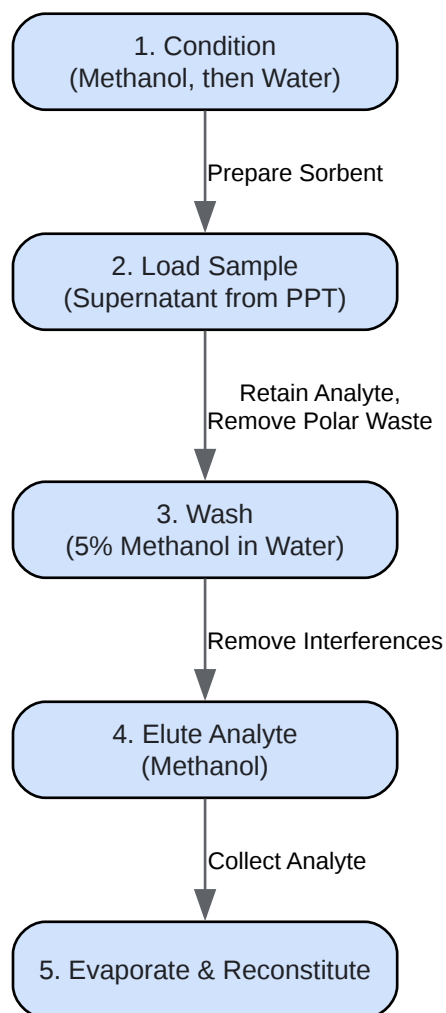 1. Condition
(Methanol, then Water)
Prepare Sorbent
2. Load Sample
(Supernatant from PPT)
Retain Analyte,
Remove Polar Waste
3. Wash
(5% Methanol in Water)
Remove Interferences
4. Elute Analyte
(Methanol)
Collect Analyte
5. Evaporate & Reconstitute